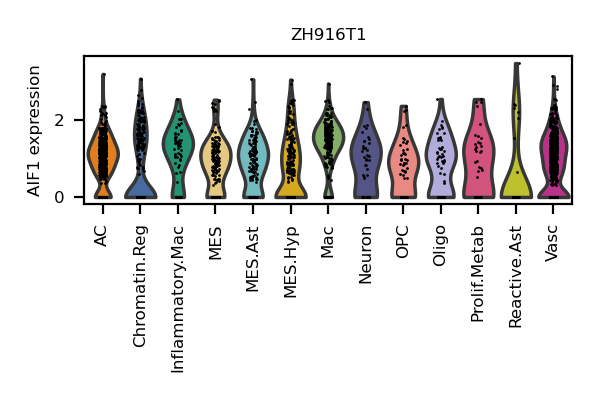 ZH916T1
AIF1 expression
2
0
AC
Chromatin.Reg
Inflammatory.Mac
MES
MES.Ast
MES.Hyp
Mac
Neuron
OPC
Oligo
Prolif.Metab
Reactive.Ast
Vasc